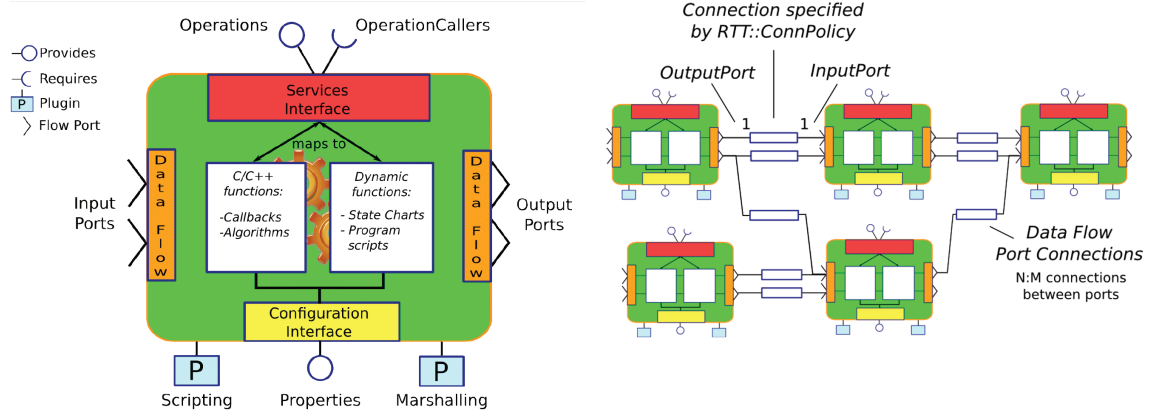 Operations
OperationCallers
Provides
Requires
P
Plugin
Flow Port
Services
Interface
maps to
Data Flow
C/C++
functions:
-Callbacks
-Algorithms
Dynamic
functions:
- State Charts
- Program
scripts
Data Flow
Input
Ports
Output
Ports
Configuration
Interface
P
P
Scripting
Properties
Marshalling
Connection specified
by RTT::ConnPolicy
OutputPort
InputPort
1
1
Data Flow
Port Connections
N:M connections
between ports